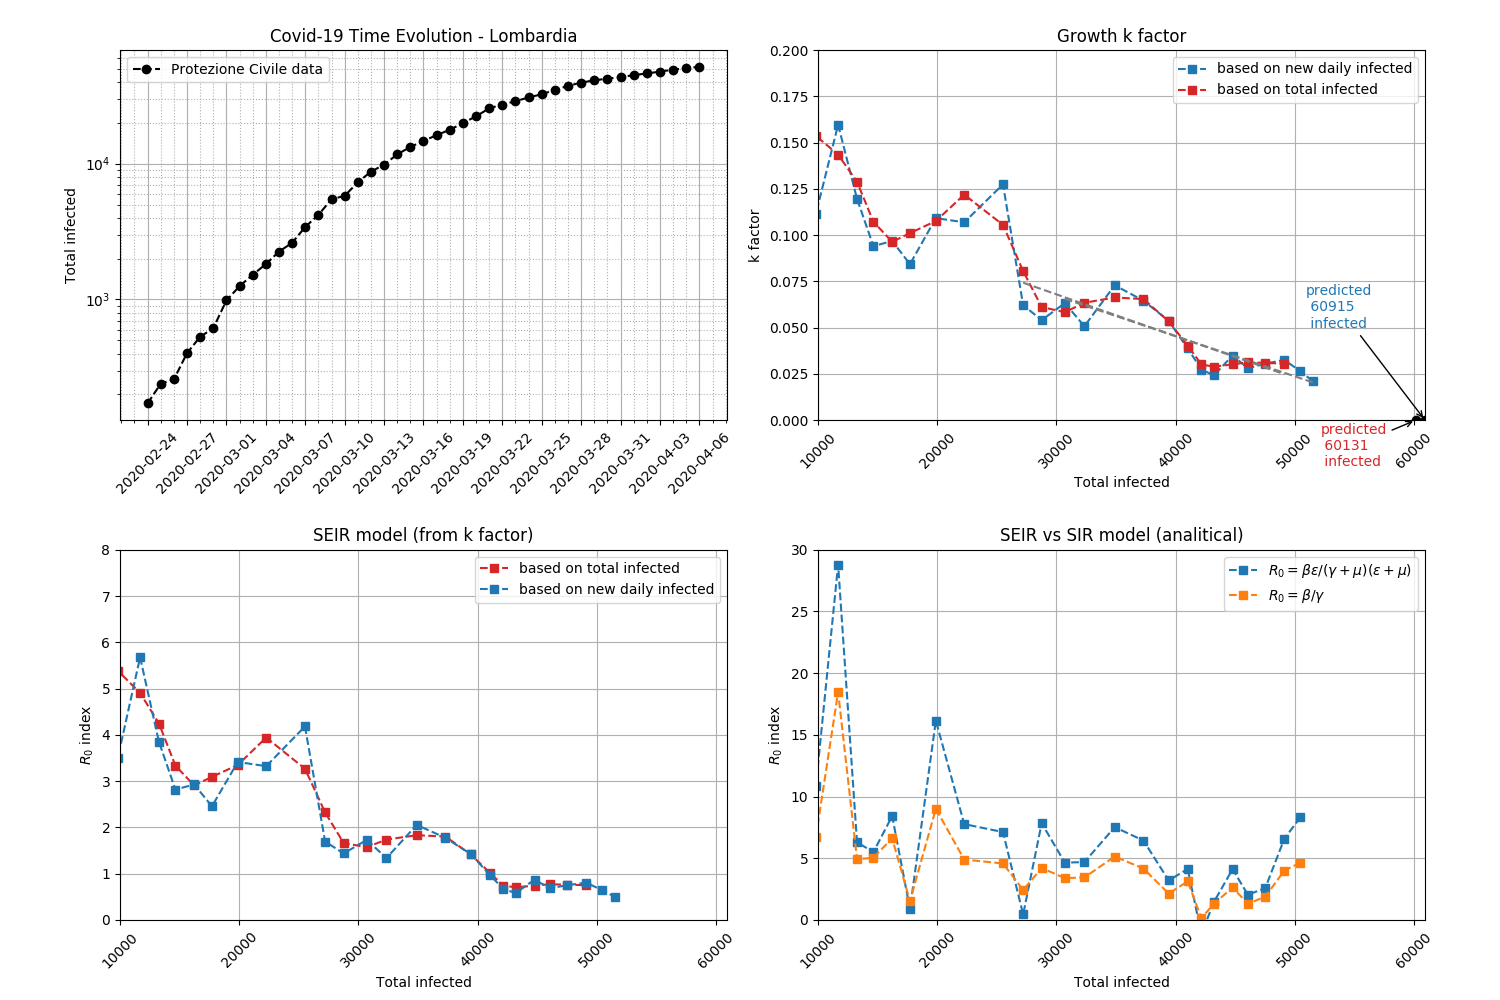 Covid-19 Time Evolution - Lombardia
Protezione Civile data
Total infected
10^4
10^3
2020-02-24
2020-02-27
2020-03-01
2020-03-04
2020-03-07
2020-03-10
2020-03-13
2020-03-16
2020-03-19
2020-03-22
2020-03-25
2020-03-28
2020-03-31
2020-04-03
2020-04-06
Growth k factor
based on new daily infected
based on total infected
k factor
0.200
0.175
0.150
0.125
0.100
0.075
0.050
0.025
0.000
predicted
60915
infected
predicted
60131
infected
10000
20000
30000
40000
50000
60000
Total infected
SEIR model (from k factor)
based on total infected
based on new daily infected
R₀ index
8
7
6
5
4
3
2
1
0
10000
20000
30000
40000
50000
60000
Total infected
SEIR vs SIR model (analitical)
R₀ = βε/(γ + μ)(ε + μ)
R₀ = β/γ
R₀ index
30
25
20
15
10
5
0
10000
20000
30000
40000
50000
60000
Total infected